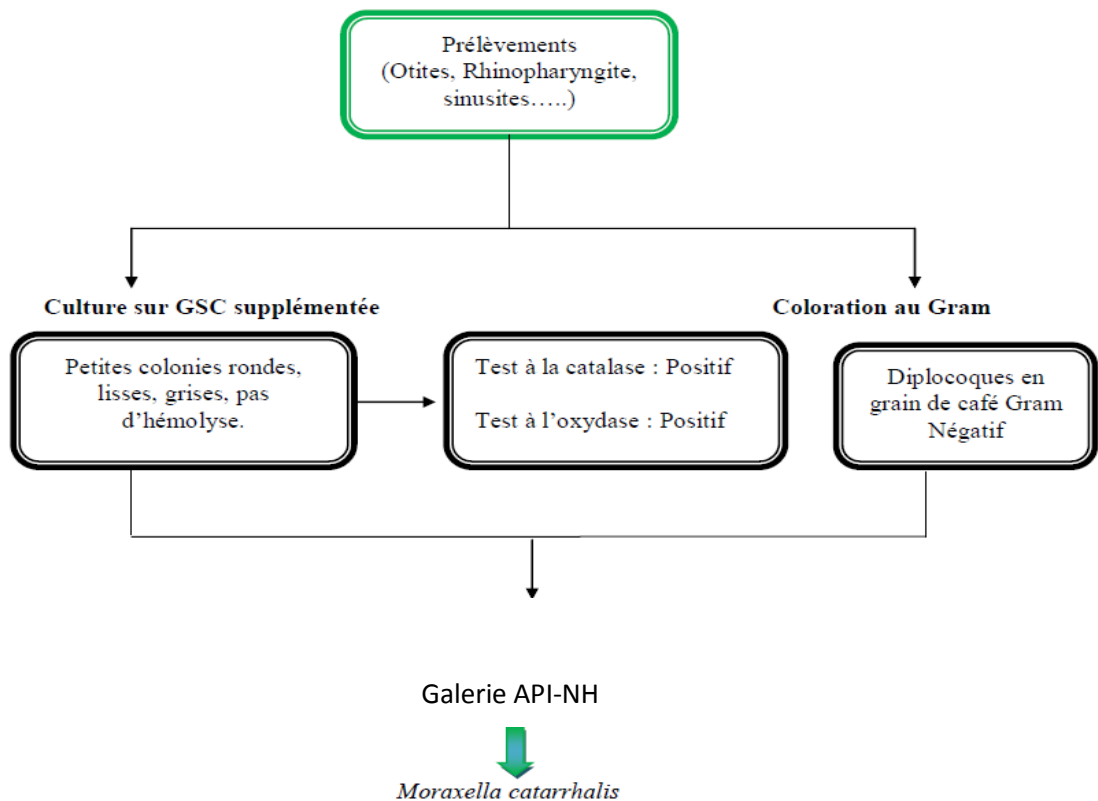 Prélèvements
(Otites, Rhinopharyngite,
sinusites…..)
Culture sur GSC supplémentée
Coloration au Gram
Petites colonies rondes,
lisses, grises, pas
d’hémolyse.
Test à la catalase : Positif
Test à l’oxydase : Positif
Diplocoques en
grain de café Gram
Négatif
Galerie API-NH
Moraxella catarrhalis